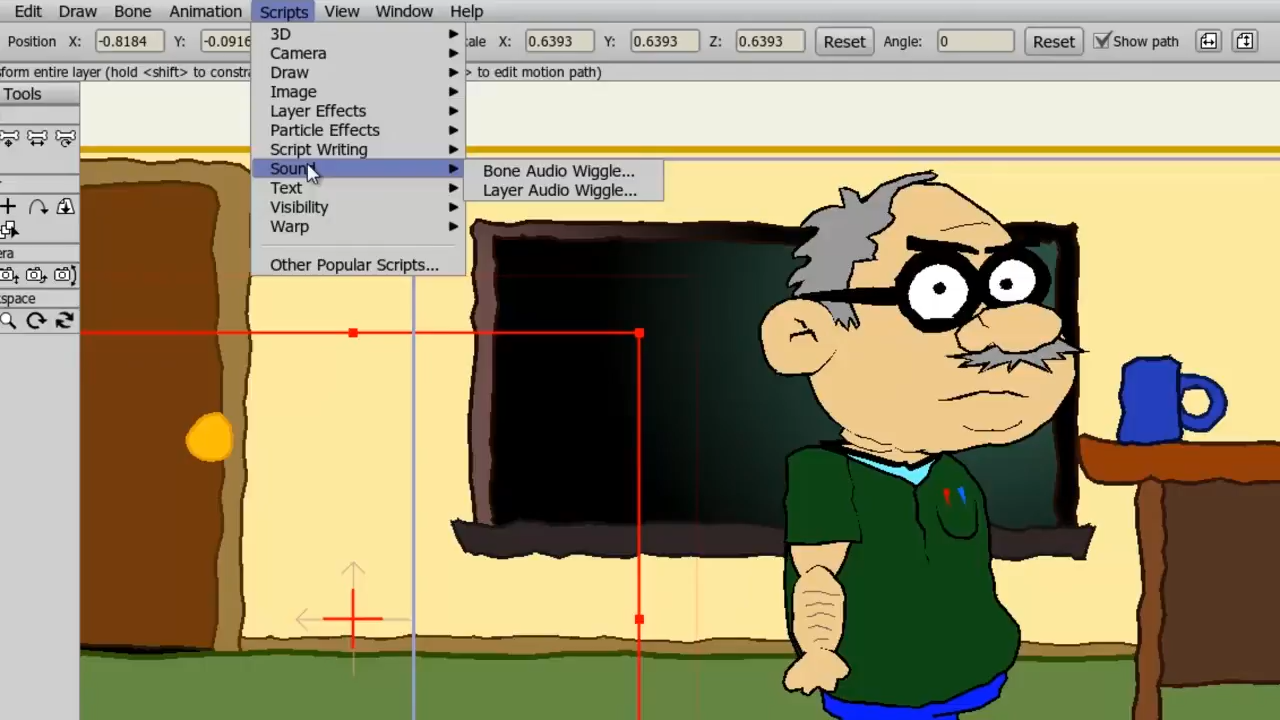 Edit Draw Bone Animation Scripts View Window Help
Position X: -0.8184 Y: -0.0916 ale X: 0.6393 Y: 0.6393 Z: 0.6393 Reset Angle: 0 Reset Show path
sform entire layer (hold <shift> to constra > to edit motion path)
Tools
3D
Camera
Draw
Image
Layer Effects
Particle Effects
Script Writing
Sound
Bone Audio Wiggle...
Layer Audio Wiggle...
Text
Visibility
Warp
Other Popular Scripts...
era
space